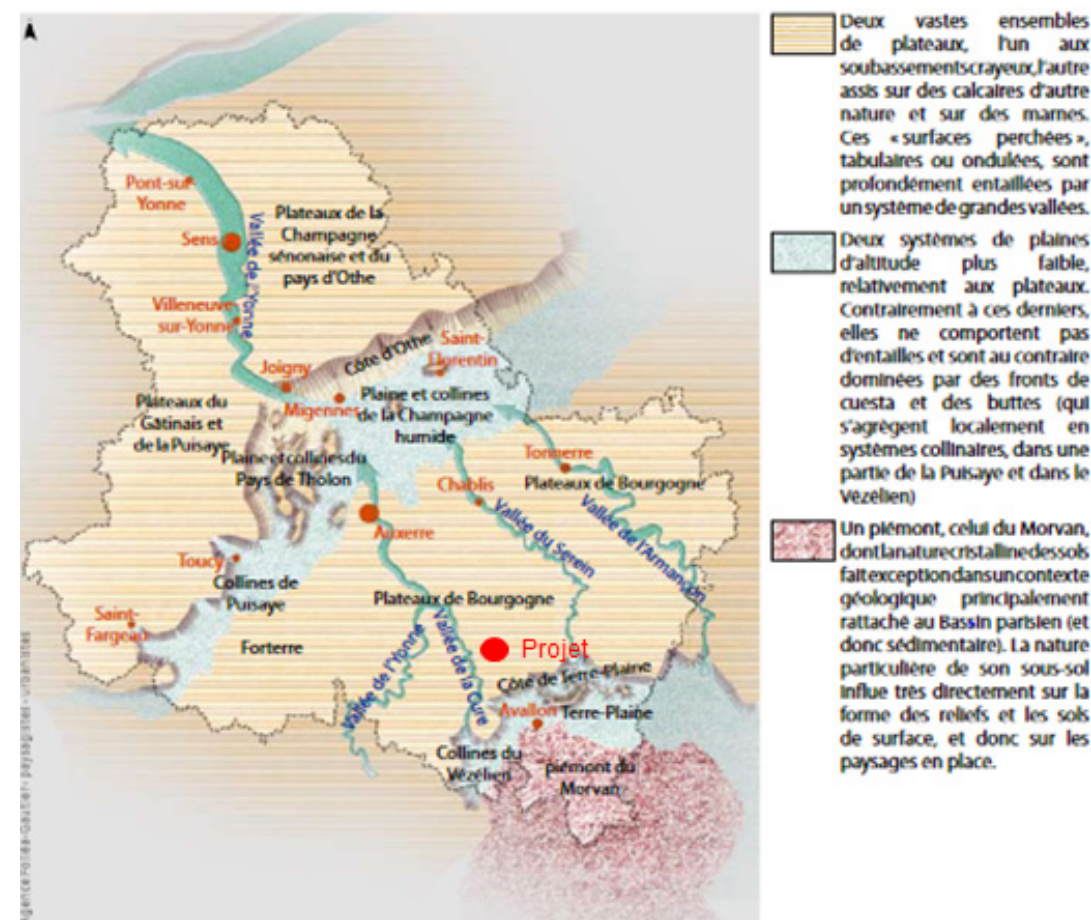 Pont-sur-
Yonne
Sens
Vallée de l'Yonne
Plateaux de la
Champagne
sénonaise et du
pays d'Othe
Villeneuve-
sur-Yonne
Côte d'Othe
Saint-
Florentin
Joigny
Migennes
Plaine et collines
de la Champagne
humide
Plateaux du
Gâtinais et
de la Puisaye
Plaine et collines du
Pays de Tholon
Tonnerre
Plateaux de Bourgogne
Chablis
Vallée de l'Armançon
Vallée du Serein
Auxerre
Toucy
Collines de
Puisaye
Plateaux de Bourgogne
Saint-
Fargeau
Forterre
Vallée de l'Yonne
Vallée de la Cure
Projet
Côte de Terre-plaine
Avallon
Terre-Plaine
Collines du
Vézélien
piémont du
Morvan
agence Folléa-Gautier - paysagistes - urbanistes
Deux vastes ensembles
de plateaux, l'un aux
soubassements crayeux, l'autre
assis sur des calcaires d'autre
nature et sur des marnes.
Ces « surfaces perchées »,
tabulaires ou ondulées, sont
profondément entaillées par
un système de grandes vallées.
Deux systèmes de plaines
d'altitude plus faible,
relativement aux plateaux.
Contrairement à ces derniers,
elles ne comportent pas
d'entailles et sont au contraire
dominées par des fronts de
cuesta et des buttes (qui
s'agrègent localement en
systèmes collinaires, dans une
partie de la Puisaye et dans le
Vézélien)
Un piémont, celui du Morvan,
dont la nature cristalline des sols
fait exception dans un contexte
géologique principalement
rattaché au Bassin parisien (et
donc sédimentaire). La nature
particulière de son sous-sol
influe très directement sur la
forme des reliefs et les sols
de surface, et donc sur les
paysages en place.